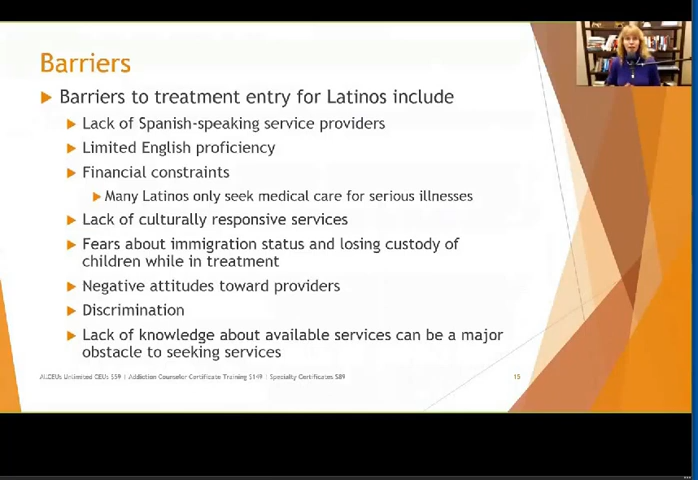 Barriers
Barriers to treatment entry for Latinos include
Lack of Spanish-speaking service providers
Limited English proficiency
Financial constraints
Many Latinos only seek medical care for serious illnesses
Lack of culturally responsive services
Fears about immigration status and losing custody of
children while in treatment
Negative attitudes toward providers
Discrimination
Lack of knowledge about available services can be a major
obstacle to seeking services
AllCEUs Unlimited CEUs $59 | Addiction Counselor Certificate Training $149 | Specialty Certificates $89
15